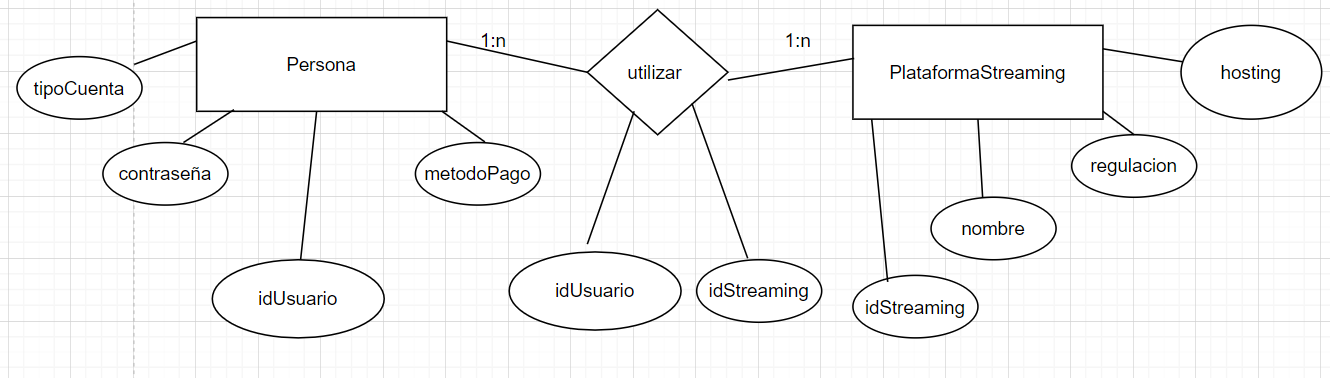 1:n
1:n
Persona
utilizar
PlataformaStreaming
hosting
tipoCuenta
contraseña
metodoPago
regulacion
nombre
idUsuario
idUsuario
idStreaming
idStreaming